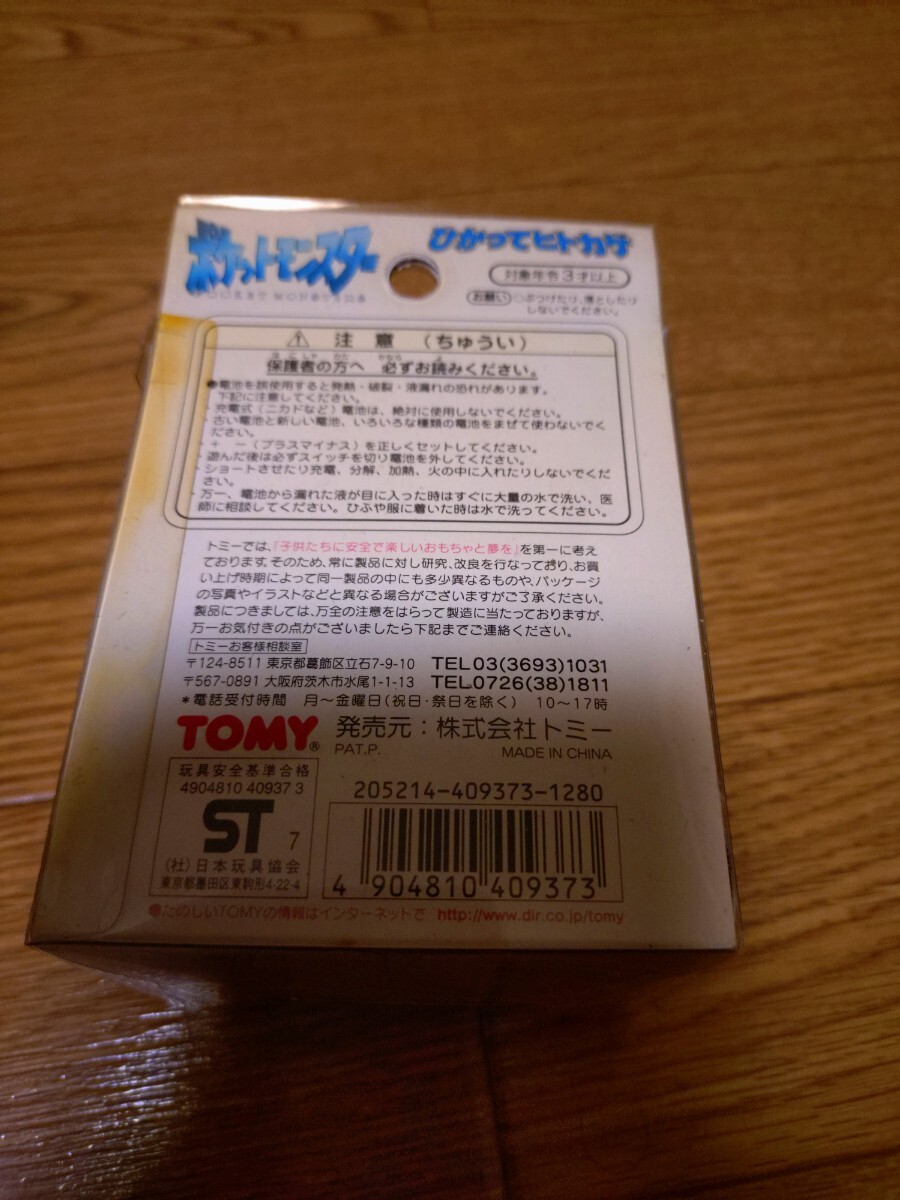 ポケットモンスター
POCKET MONSTERS
ひかってヒトカゲ
対象年令3才以上
お願い ○ぶつけたり、落としたり
しないでください。
⚠ 注意 (ちゅうい)
ほごしゃ かた かなら よ
保護者の方へ 必ずお読みください。
●電池を誤使用すると発熱・破裂・液漏れの恐れがあります。
下記に注意してください。
・充電式(ニカドなど)電池は、絶対に使用しないでください。
・古い電池と新しい電池、いろいろな種類の電池をまぜて使わないでく
ださい。
・+ −(プラスマイナス)を正しくセットしてください。
・遊んだ後は必ずスイッチを切り電池を外してください。
・ショートさせたり充電、分解、加熱、火の中に入れたりしないでくだ
さい。
・万一、電池から漏れた液が目に入った時はすぐに大量の水で洗い、医
師に相談してください。ひふや服に着いた時は水で洗ってください。
トミーでは、『子供たちに安全で楽しいおもちゃと夢を』を第一に考え
ております。そのため、常に製品に対し研究、改良を行なっており、お買
い上げ時期によって同一製品の中にも多少異なるものや、パッケージ
の写真やイラストなどと異なる場合がございますがご了承ください。
製品につきましては、万全の注意をはらって製造に当たっておりますが、
万一お気付きの点がございましたら下記までご連絡ください。
トミーお客様相談室
〒124-8511 東京都葛飾区立石7-9-10 TEL03(3693)1031
〒567-0891 大阪府茨木市水尾1-1-13 TEL0726(38)1811
*電話受付時間 月〜金曜日(祝日・祭日を除く) 10〜17時
TOMY® 発売元:株式会社トミー
PAT.P. MADE IN CHINA
玩具安全基準合格
4904810 40937 3
ST 7
(社)日本玩具協会
東京都墨田区東駒形4-22-4
205214-409373-1280
4 904810 409373
●たのしいTOMYの情報はインターネットで http://www.dir.co.jp/tomy